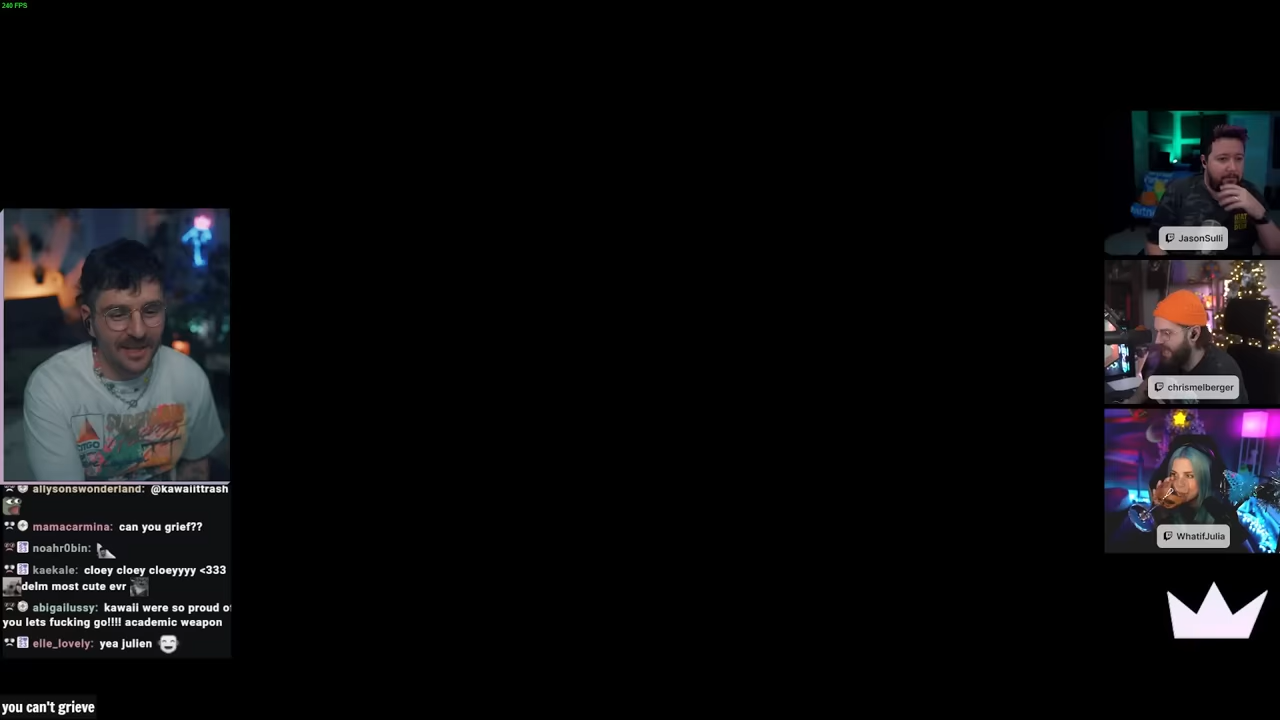 240 FPS
JasonSulli
chrismelberger
WhatifJulia
CITGO
allysonswonderland: @kawaiittrash
mamacarmina: can you grief??
noahr0bin:
kaekale: cloey cloey cloeyyyy <333
delm most cute evr
abigailussy: kawaii were so proud of
you lets fucking go!!!! academic weapon
elle_lovely: yea julien
you can't grieve